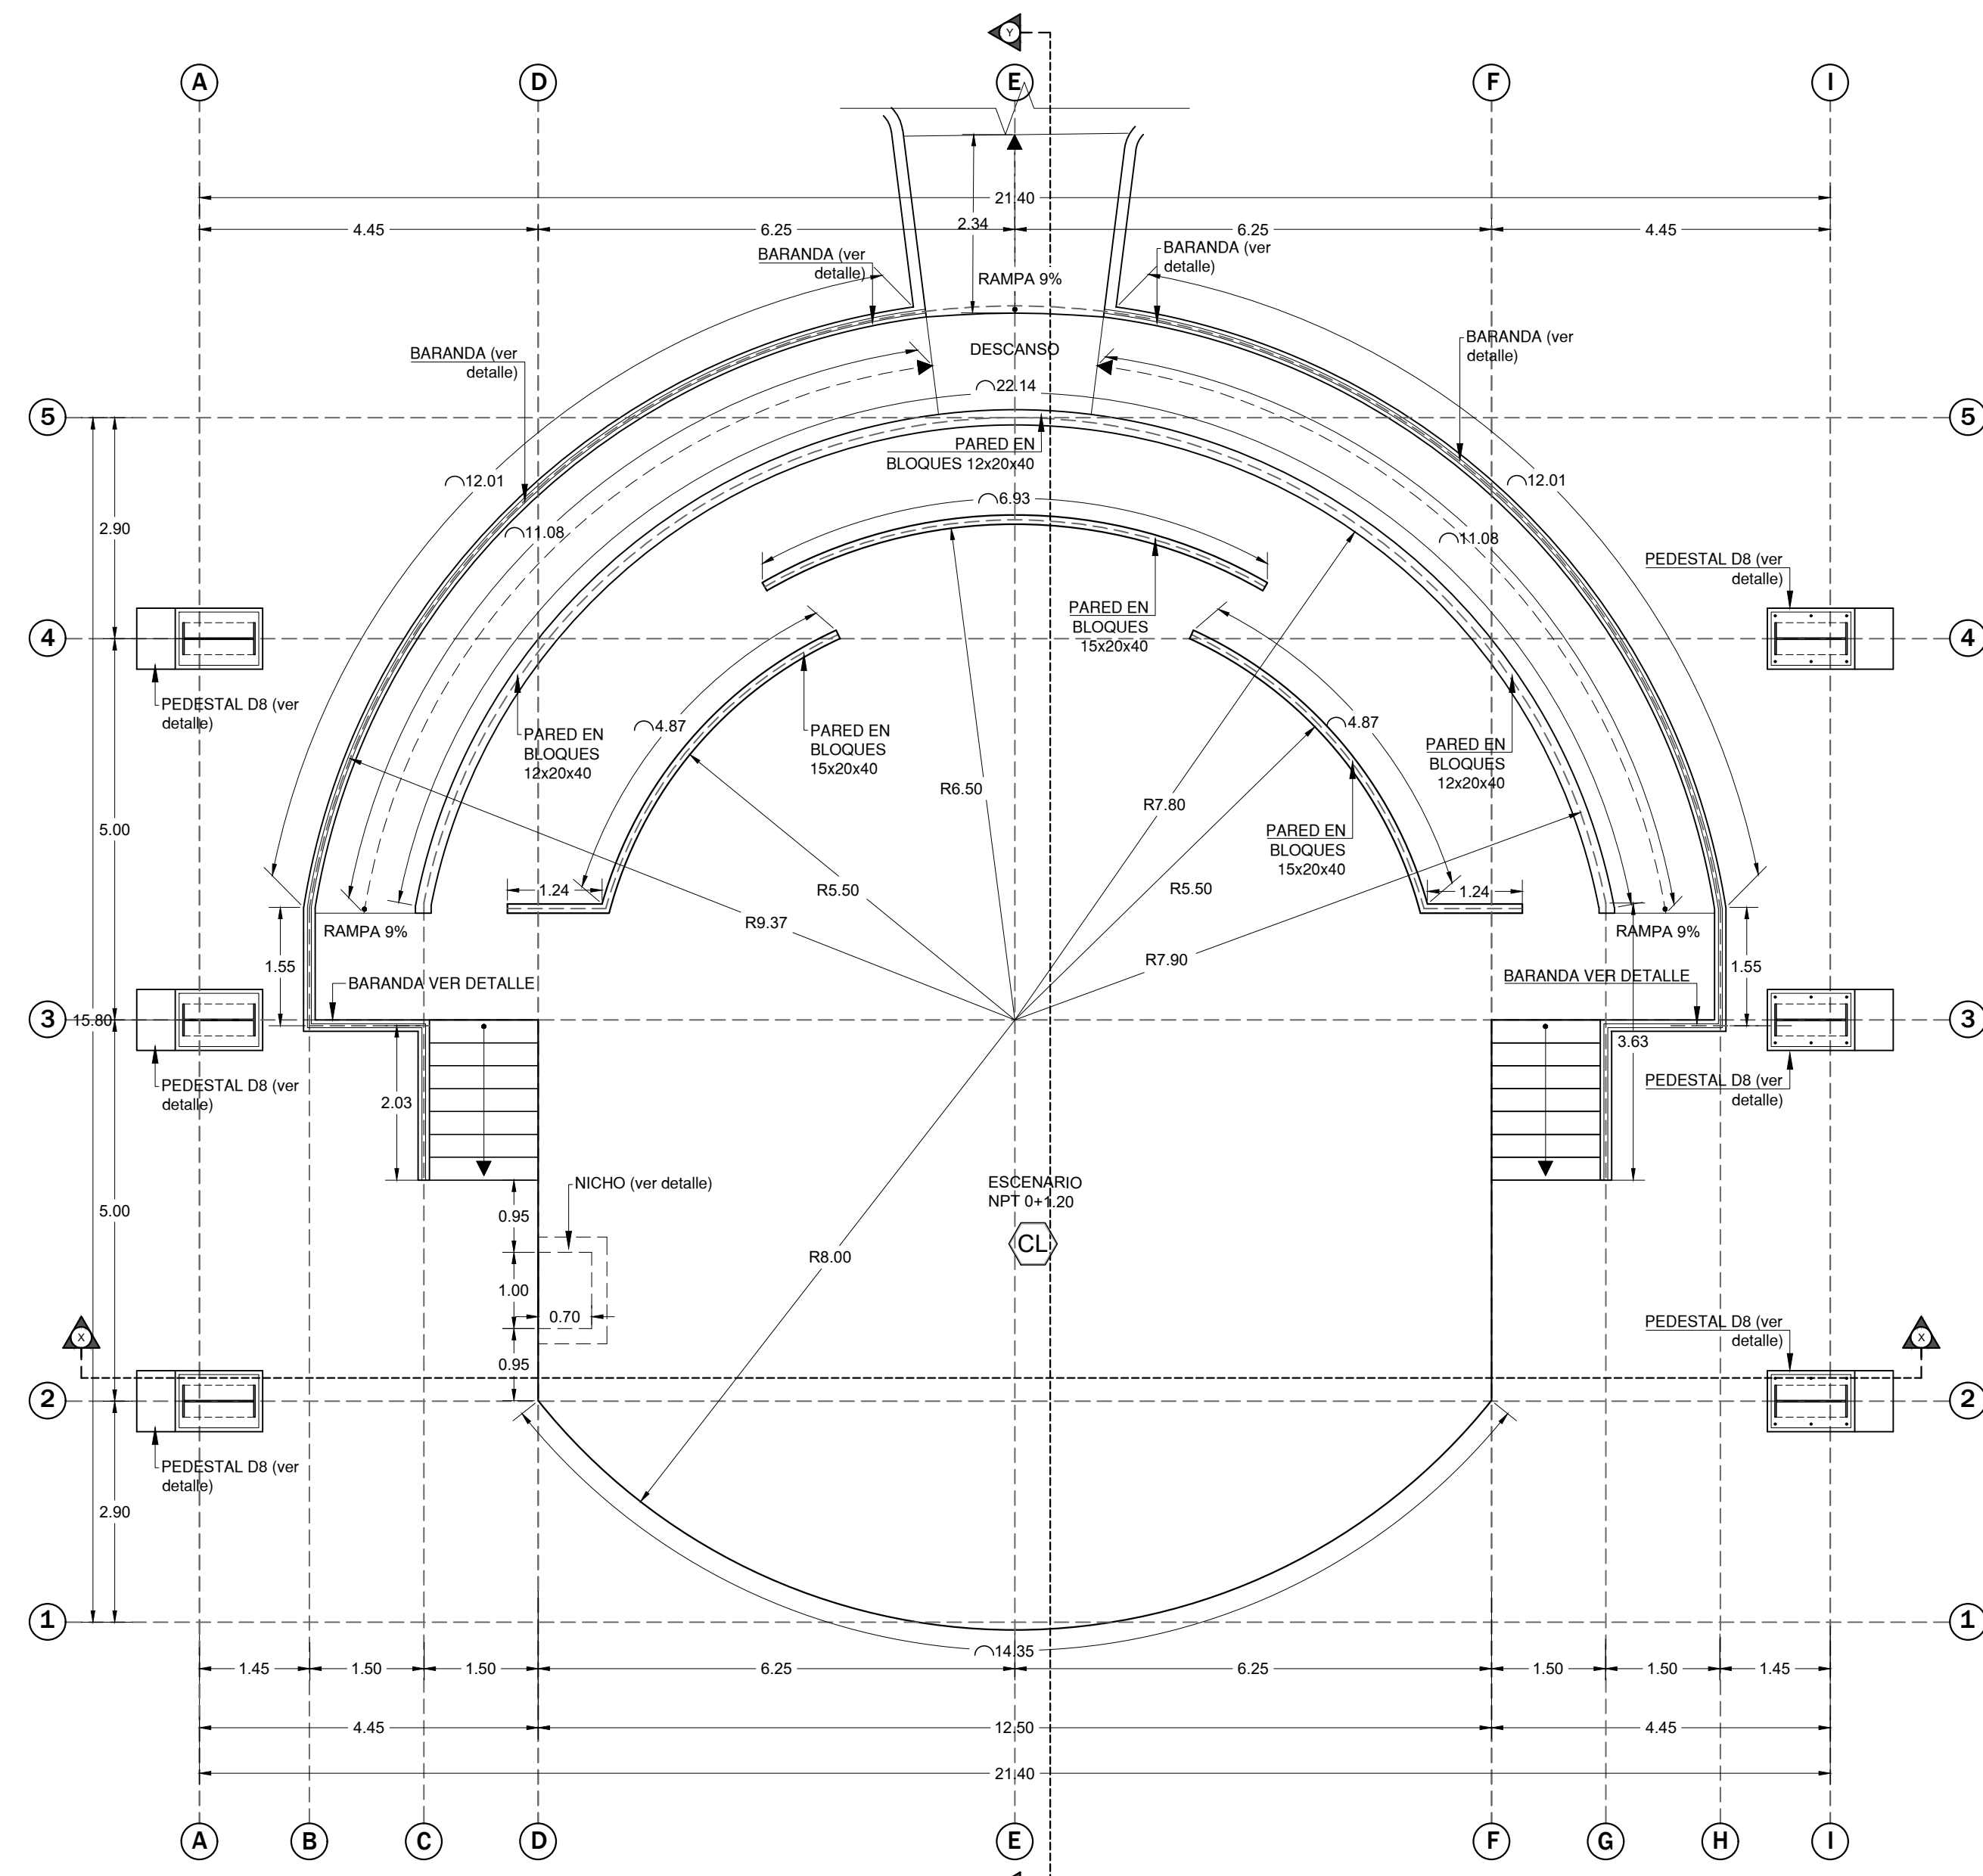 Y
A
D
E
F
I
21.40
4.45
6.25
6.25
4.45
2.34
BARANDA (ver
detalle)
BARANDA (ver
detalle)
RAMPA 9%
BARANDA (ver
detalle)
BARANDA (ver
detalle)
DESCANSO
22.14
5
5
PARED EN
BLOQUES 12x20x40
12.01
12.01
6.93
2.90
11.08
11.08
PEDESTAL D8 (ver
detalle)
PARED EN
BLOQUES
15x20x40
4
4
PEDESTAL D8 (ver
detalle)
4.87
4.87
PARED EN
BLOQUES
12x20x40
PARED EN
BLOQUES
15x20x40
PARED EN
BLOQUES
12x20x40
R6.50
R7.80
5.00
PARED EN
BLOQUES
15x20x40
1.24
R5.50
R5.50
1.24
R9.37
RAMPA 9%
RAMPA 9%
1.55
R7.90
1.55
BARANDA VER DETALLE
BARANDA VER DETALLE
3
15.80
3
3.63
PEDESTAL D8 (ver
detalle)
2.03
PEDESTAL D8 (ver
detalle)
NICHO (ver detalle)
ESCENARIO
NPT 0+1.20
5.00
0.95
CL
R8.00
1.00
0.70
X
PEDESTAL D8 (ver
detalle)
X
0.95
2
2
PEDESTAL D8 (ver
detalle)
2.90
1
1
14.35
1.45
1.50
1.50
6.25
6.25
1.50
1.50
1.45
4.45
12.50
4.45
21.40
A
B
C
D
E
F
G
H
I